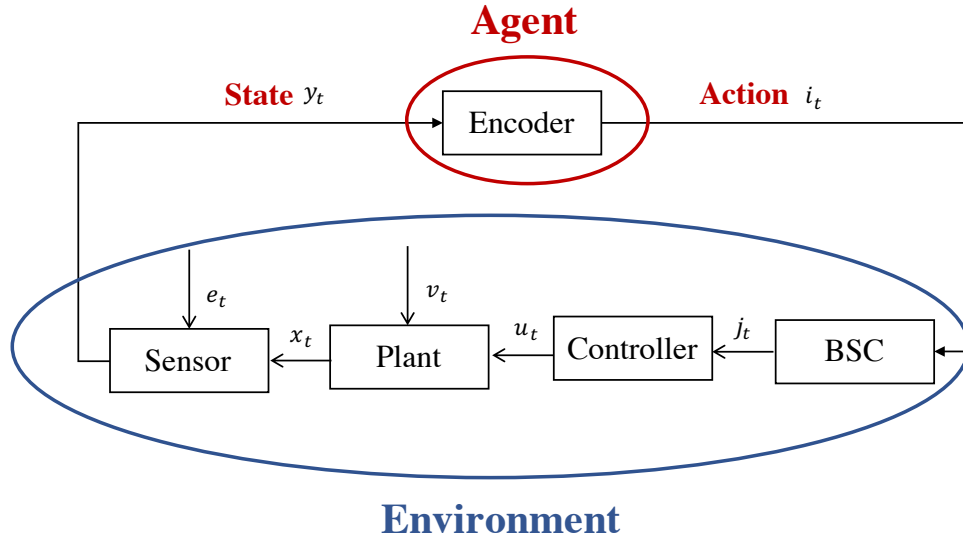 Agent
State y_t
Encoder
Action i_t
e_t
v_t
Sensor
x_t
Plant
u_t
Controller
j_t
BSC
Environment